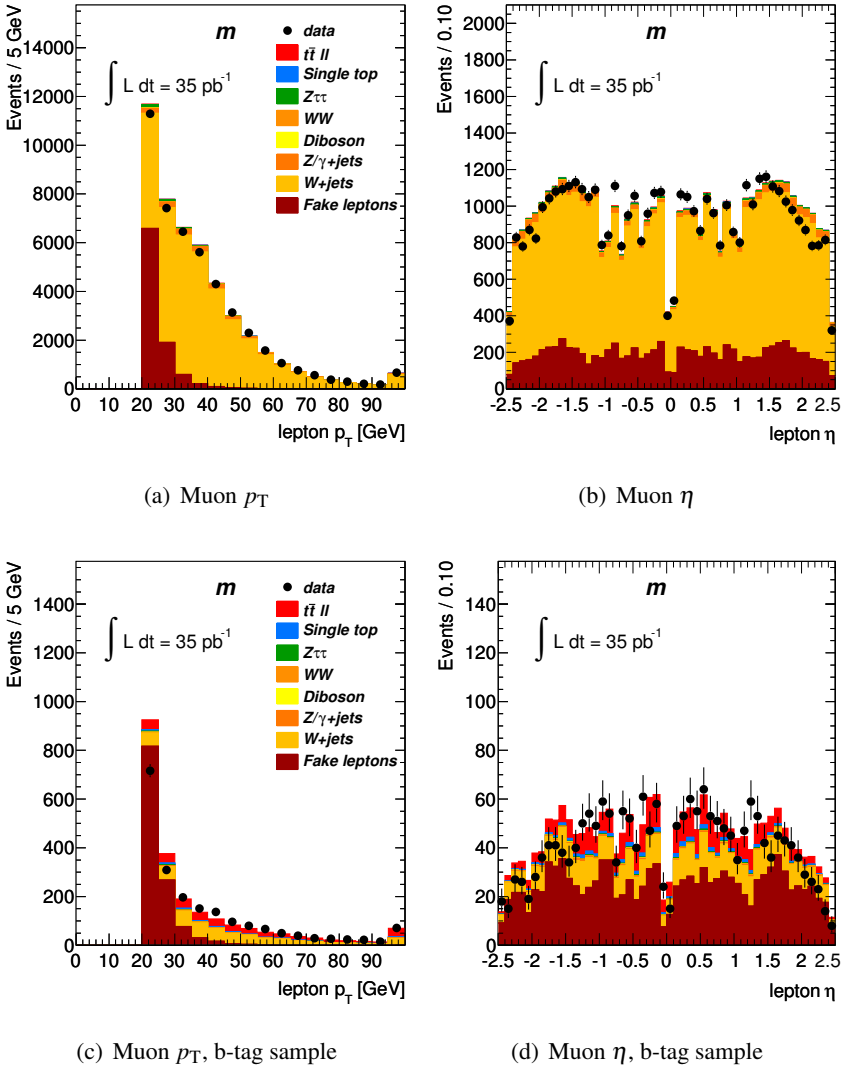 Events / 5 GeV
14000
12000
10000
8000
6000
4000
2000
0
m
∫ L dt = 35 pb⁻¹
data
tt̄ ll
Single top
Zττ
WW
Diboson
Z/γ+jets
W+jets
Fake leptons
0 10 20 30 40 50 60 70 80 90
lepton p_T [GeV]
(a) Muon p_T
Events / 0.10
2000
1800
1600
1400
1200
1000
800
600
400
200
0
m
∫ L dt = 35 pb⁻¹
-2.5 -2 -1.5 -1 -0.5 0 0.5 1 1.5 2 2.5
lepton η
(b) Muon η
Events / 5 GeV
1400
1200
1000
800
600
400
200
0
m
∫ L dt = 35 pb⁻¹
data
tt̄ ll
Single top
Zττ
WW
Diboson
Z/γ+jets
W+jets
Fake leptons
0 10 20 30 40 50 60 70 80 90
lepton p_T [GeV]
(c) Muon p_T, b-tag sample
Events / 0.10
140
120
100
80
60
40
20
0
m
∫ L dt = 35 pb⁻¹
-2.5 -2 -1.5 -1 -0.5 0 0.5 1 1.5 2 2.5
lepton η
(d) Muon η, b-tag sample